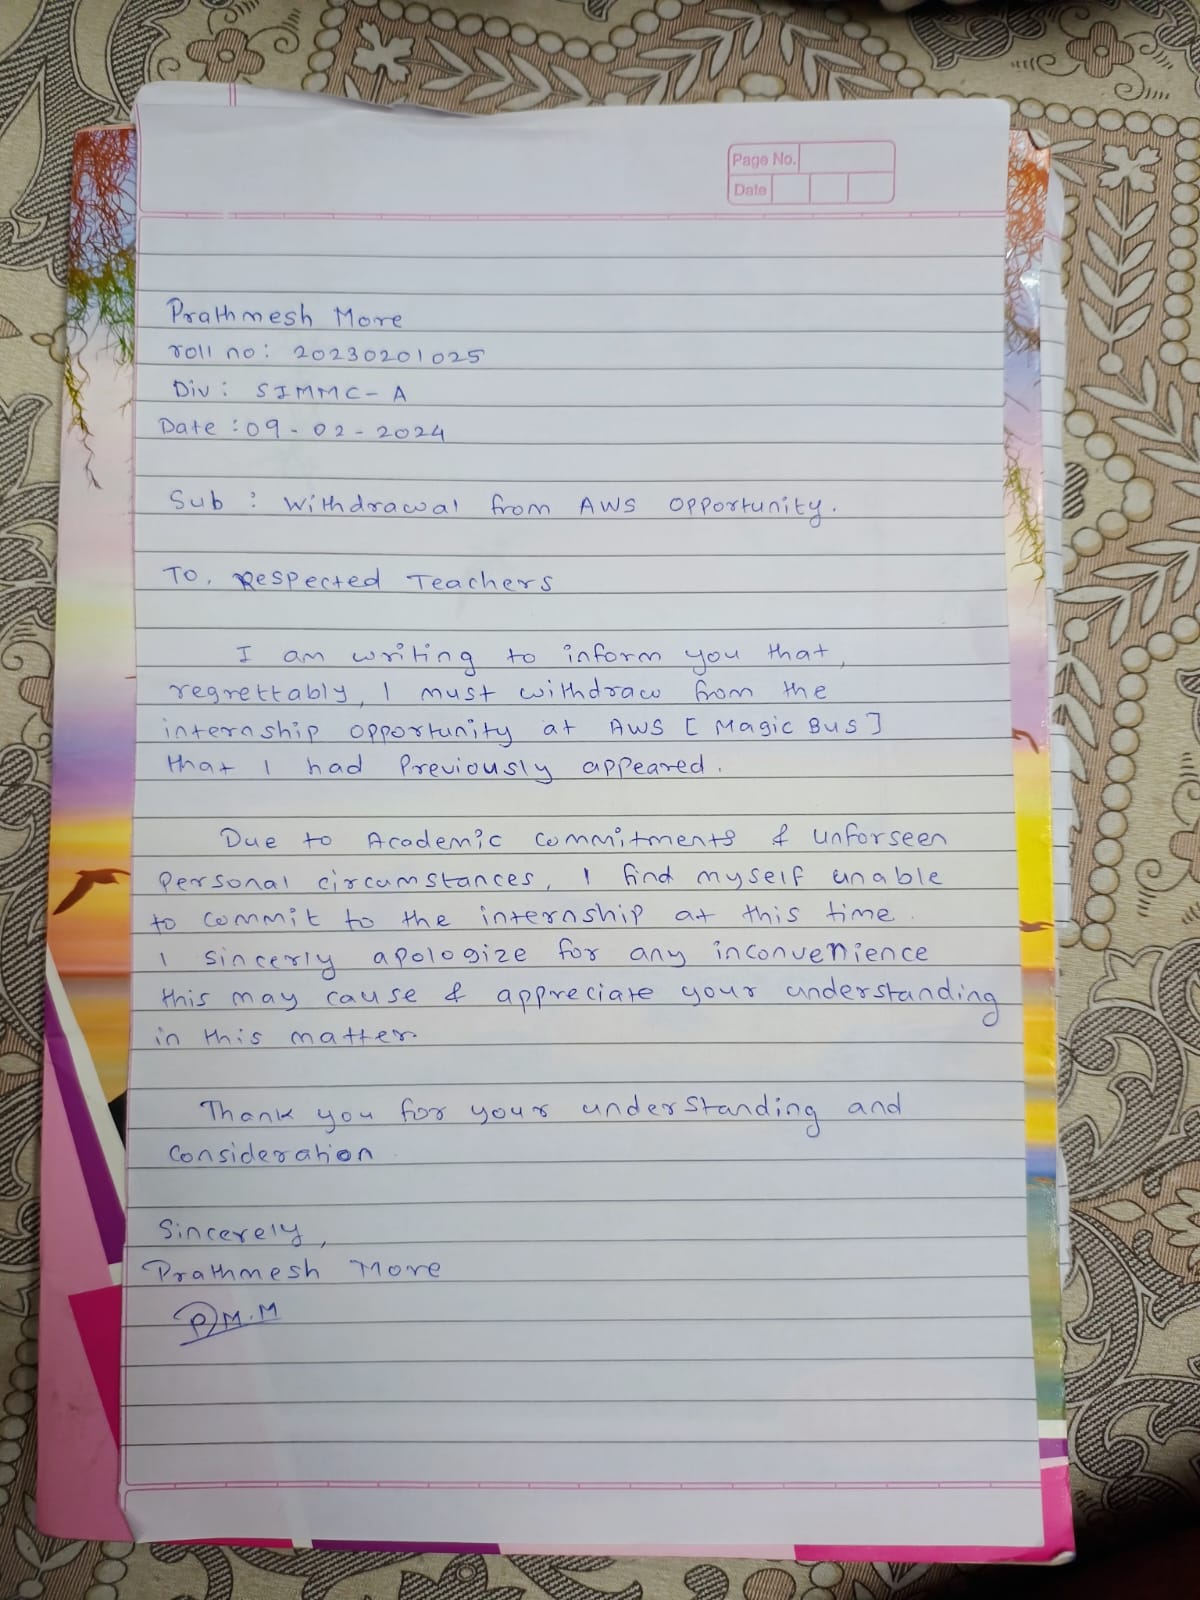 Page No.
Date
Prathmesh More
roll no: 20230201025
Div: SIMMC-A
Date: 09-02-2024
Sub: Withdrawal from AWS opportunity.
To, Respected Teachers
I am writing to inform you that,
regrettably, I must withdraw from the
internship opportunity at AWS [Magic Bus]
that I had Previously appeared.
Due to Academic commitments & unforseen
personal circumstances, I find myself unable
to commit to the internship at this time.
I sincerly apologize for any inconvenience
this may cause & appreciate your understanding
in this matter.
Thank you for your understanding and
consideration.
Sincerely,
Prathmesh More
P.M.M